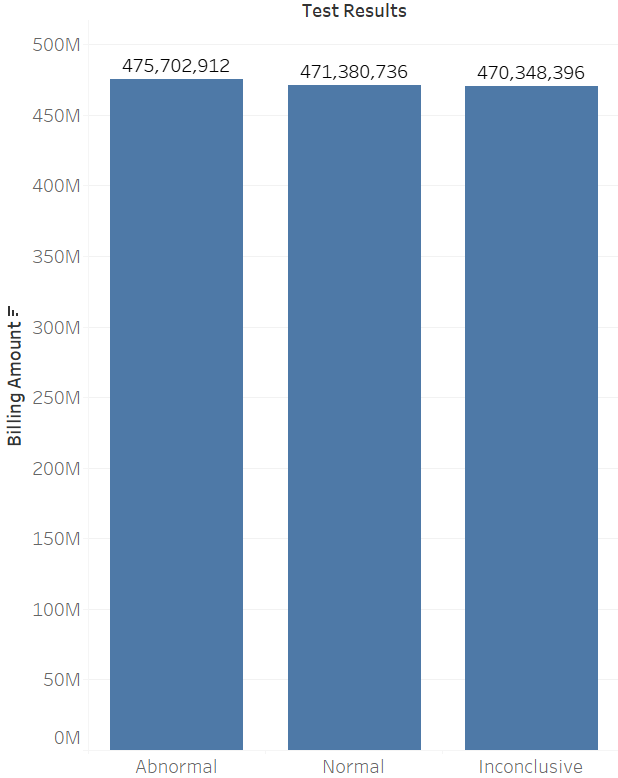 Test Results
500M
450M
400M
350M
300M
250M
200M
150M
100M
50M
0M
Billing Amount
475,702,912
471,380,736
470,348,396
Abnormal
Normal
Inconclusive